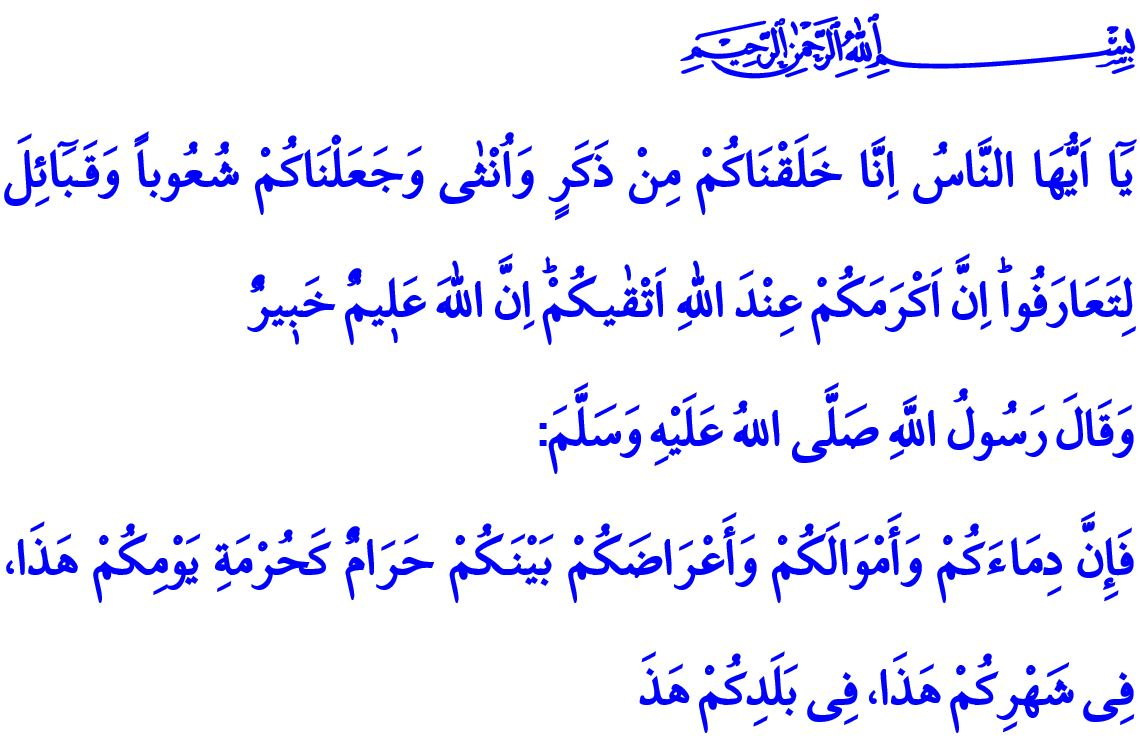 بِسْمِ اللّٰهِ الرَّحْمٰنِ الرَّحِيمِ
يَٓا اَيُّهَا النَّاسُ اِنَّا خَلَقْنَاكُمْ مِنْ ذَكَرٍ وَاُنْثٰى وَجَعَلْنَاكُمْ شُعُوباً وَقَبَٓائِلَ
لِتَعَارَفُواۜ اِنَّ اَكْرَمَكُمْ عِنْدَ اللّٰهِ اَتْقٰيكُمْۜ اِنَّ اللّٰهَ عَل۪يمٌ خَب۪يرٌ
وَقَالَ رَسُولُ اللَّهِ صَلَّى اللّٰهُ عَلَيْهِ وَسَلَّمَ:
فَإِنَّ دِمَاءَكُمْ وَأَمْوَالَكُمْ وَأَعْرَاضَكُمْ بَيْنَكُمْ حَرَامٌ كَحُرْمَةِ يَوْمِكُمْ هَذَا،
فِى شَهْرِكُمْ هَذَا، فِى بَلَدِكُمْ هَذَ